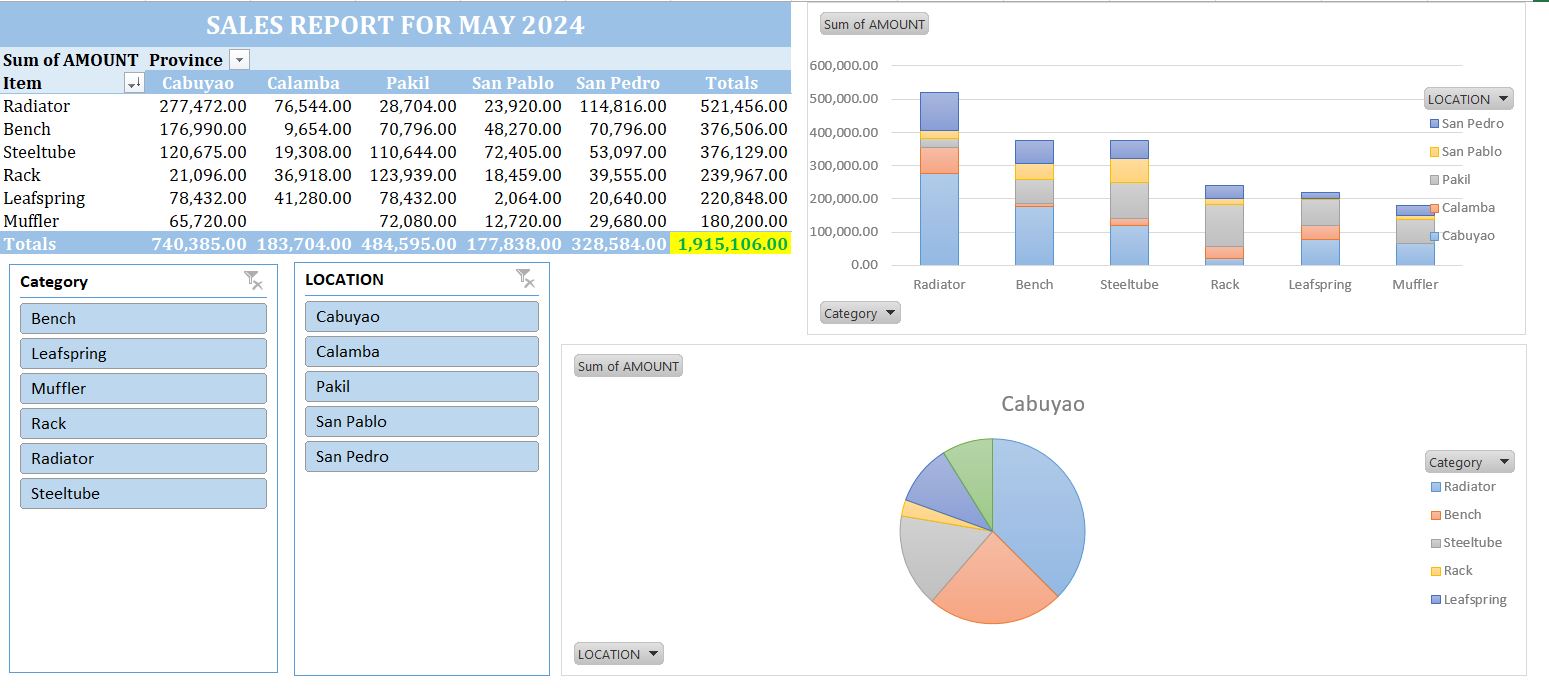 SALES REPORT FOR MAY 2024
Sum of AMOUNT Province
Item Cabuyao Calamba Pakil San Pablo San Pedro Totals
Radiator 277,472.00 76,544.00 28,704.00 23,920.00 114,816.00 521,456.00
Bench 176,990.00 9,654.00 70,796.00 48,270.00 70,796.00 376,506.00
Steeltube 120,675.00 19,308.00 110,644.00 72,405.00 53,097.00 376,129.00
Rack 21,096.00 36,918.00 123,939.00 18,459.00 39,555.00 239,967.00
Leafspring 78,432.00 41,280.00 78,432.00 2,064.00 20,640.00 220,848.00
Muffler 65,720.00 72,080.00 12,720.00 29,680.00 180,200.00
Totals 740,385.00 183,704.00 484,595.00 177,838.00 328,584.00 1,915,106.00
Category
Bench
Leafspring
Muffler
Rack
Radiator
Steeltube
LOCATION
Cabuyao
Calamba
Pakil
San Pablo
San Pedro
Sum of AMOUNT
600,000.00
500,000.00
400,000.00
300,000.00
200,000.00
100,000.00
0.00
Radiator Bench Steeltube Rack Leafspring Muffler
LOCATION
San Pedro
San Pablo
Pakil
Calamba
Cabuyao
Category
Sum of AMOUNT
Cabuyao
Category
Radiator
Bench
Steeltube
Rack
Leafspring
LOCATION